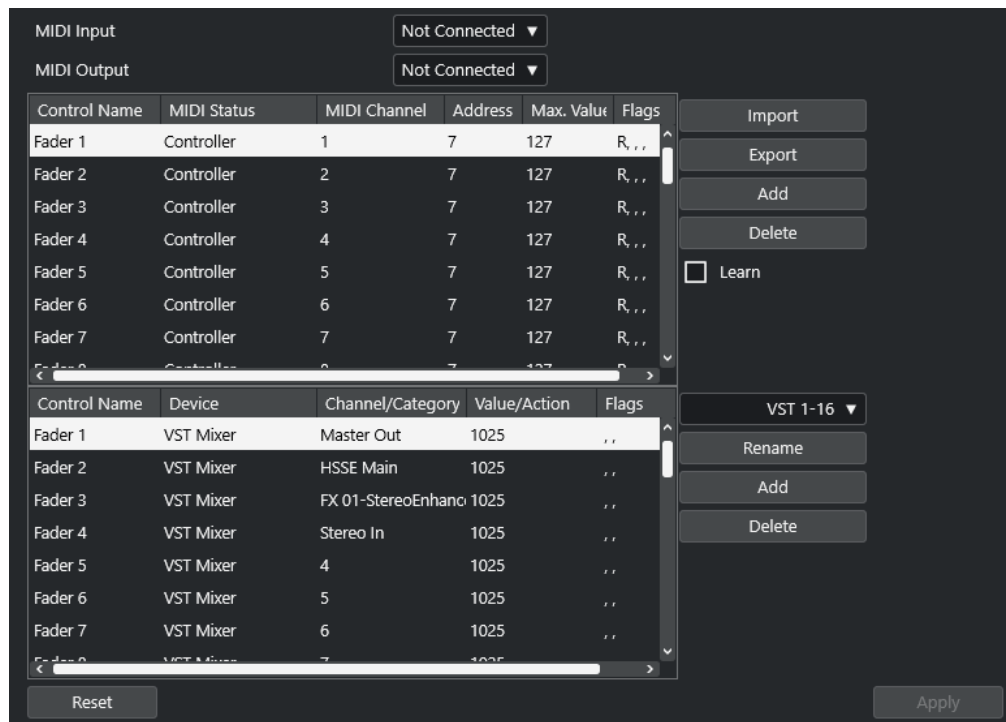 MIDI Input Not Connected
MIDI Output Not Connected
Control Name MIDI Status MIDI Channel Address Max. Value Flags
Fader 1 Controller 1 7 127 R, , ,
Fader 2 Controller 2 7 127 R, , ,
Fader 3 Controller 3 7 127 R, , ,
Fader 4 Controller 4 7 127 R, , ,
Fader 5 Controller 5 7 127 R, , ,
Fader 6 Controller 6 7 127 R, , ,
Fader 7 Controller 7 7 127 R, , ,
Import
Export
Add
Delete
Learn
Control Name Device Channel/Category Value/Action Flags
Fader 1 VST Mixer Master Out 1025 , ,
Fader 2 VST Mixer HSSE Main 1025 , ,
Fader 3 VST Mixer FX 01-StereoEnhanc 1025 , ,
Fader 4 VST Mixer Stereo In 1025 , ,
Fader 5 VST Mixer 4 1025 , ,
Fader 6 VST Mixer 5 1025 , ,
Fader 7 VST Mixer 6 1025 , ,
VST 1-16
Rename
Add
Delete
Reset
Apply